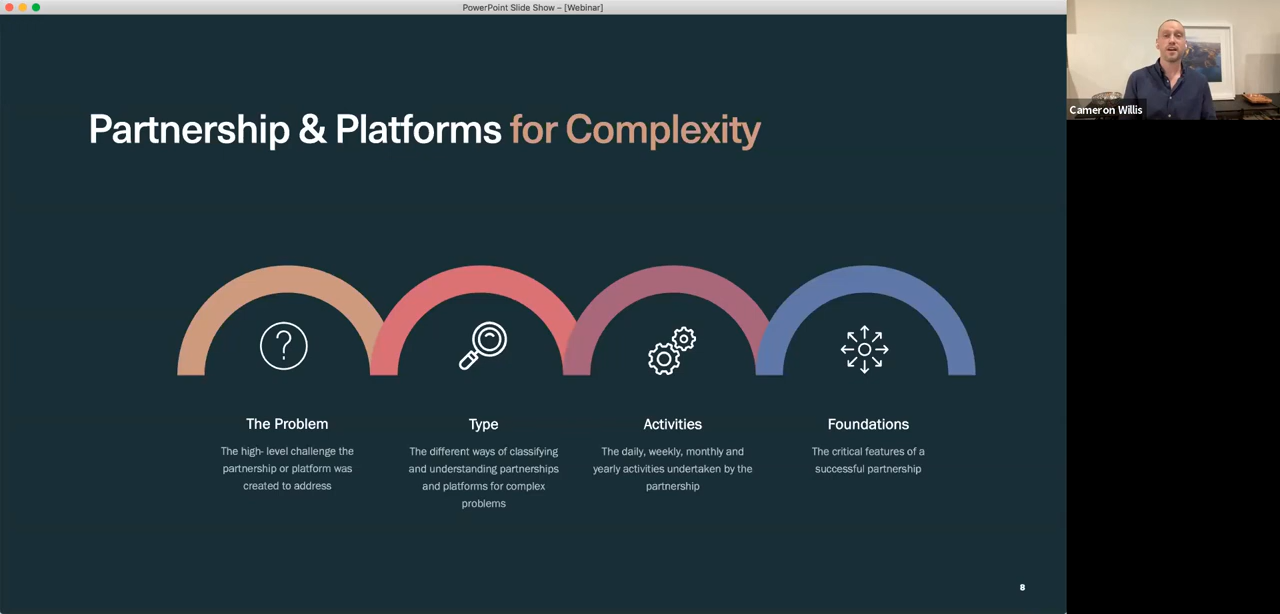 PowerPoint Slide Show – [Webinar]
Cameron Willis
Partnership & Platforms for Complexity
The Problem
The high- level challenge the
partnership or platform was
created to address
Type
The different ways of classifying
and understanding partnerships
and platforms for complex
problems
Activities
The daily, weekly, monthly and
yearly activities undertaken by the
partnership
Foundations
The critical features of a
successful partnership
8